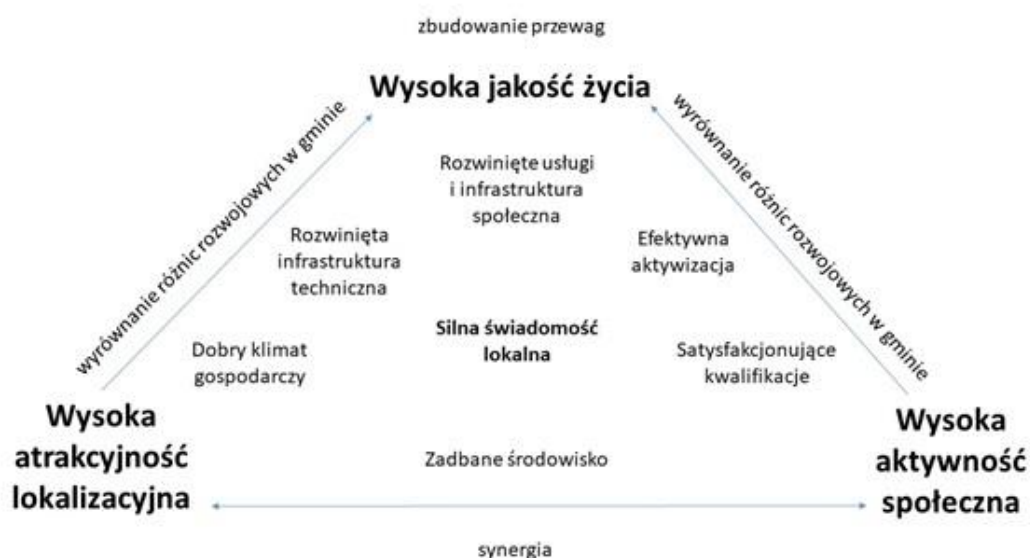 zbudowanie przewag
Wysoka jakość życia
wyrównanie różnic rozwojowych w gminie
wyrównanie różnic rozwojowych w gminie
Rozwinięte usługi
i infrastruktura
społeczna
Rozwinięta
infrastruktura
techniczna
Efektywna
aktywizacja
Silna świadomość
lokalna
Dobry klimat
gospodarczy
Satysfakcjonujące
kwalifikacje
Wysoka
atrakcyjność
lokalizacyjna
Wysoka
aktywność
społeczna
Zadbane środowisko
synergia